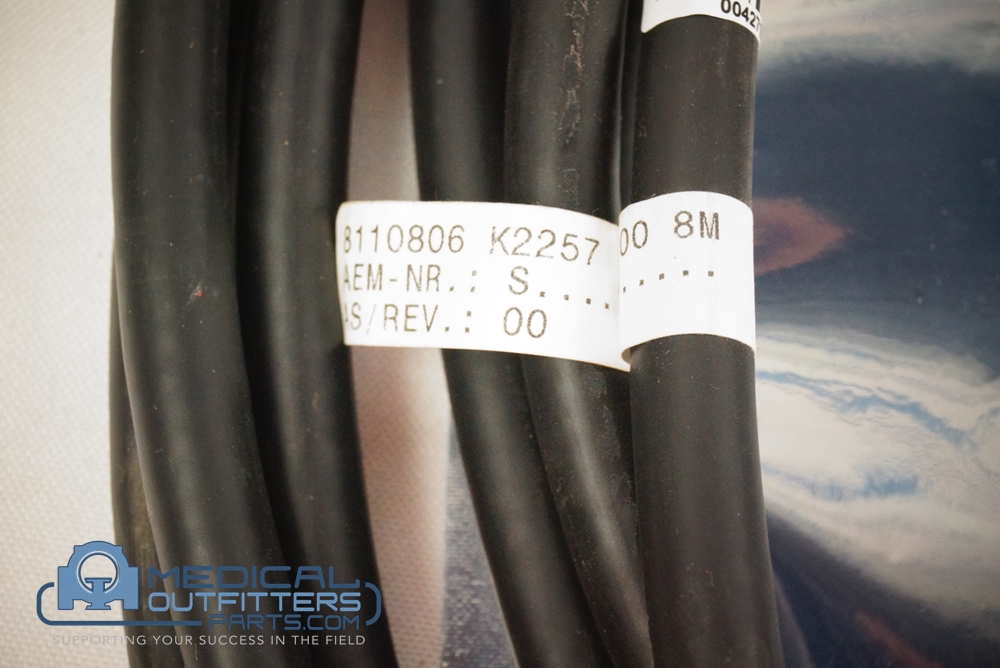 0042
8110806 K2257 00 8M
AEM-NR.: S.........
AS/REV.: 00
MEDICAL
OUTFITTERS
PARTS.COM
SUPPORTING YOUR SUCCESS IN THE FIELD